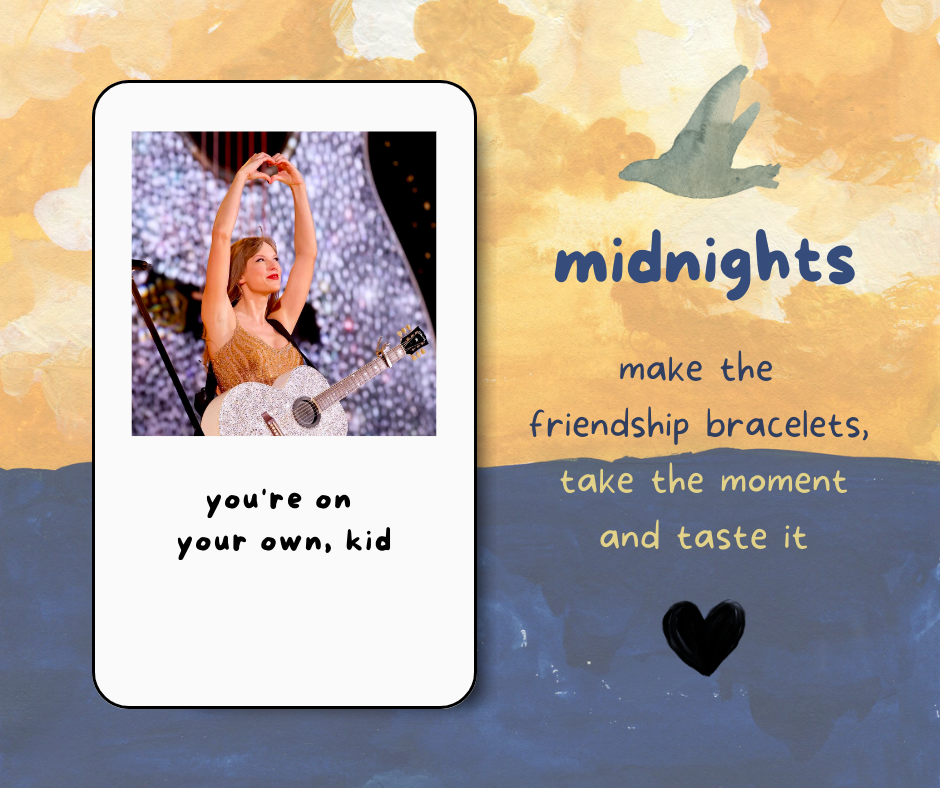 you're on
your own, kid
midnights
make the
friendship bracelets,
take the moment
and taste it